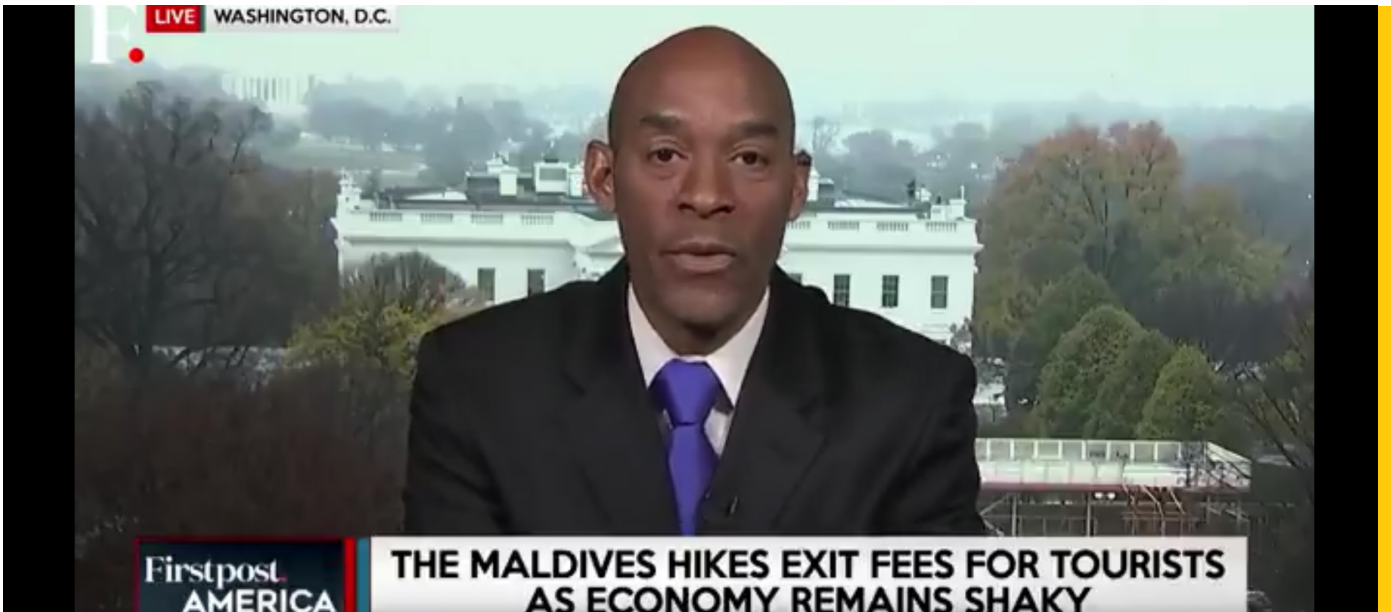 F.
LIVE WASHINGTON, D.C.
Firstpost.
AMERICA
THE MALDIVES HIKES EXIT FEES FOR TOURISTS
AS ECONOMY REMAINS SHAKY